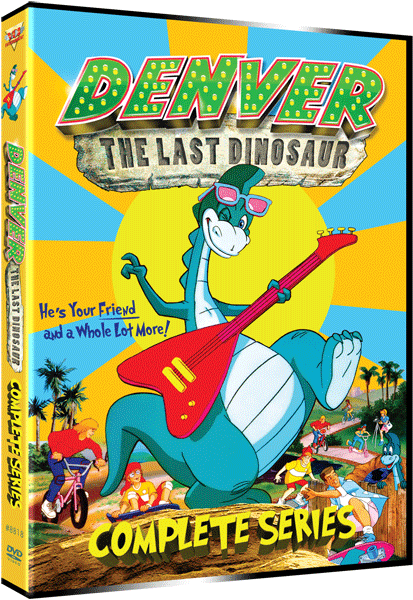 DENVER
THE LAST DINOSAUR
He's Your Friend
and a Whole Lot More!
COMPLETE SERIES
DENVER
THE LAST DINOSAUR
COMPLETE SERIES
DVD